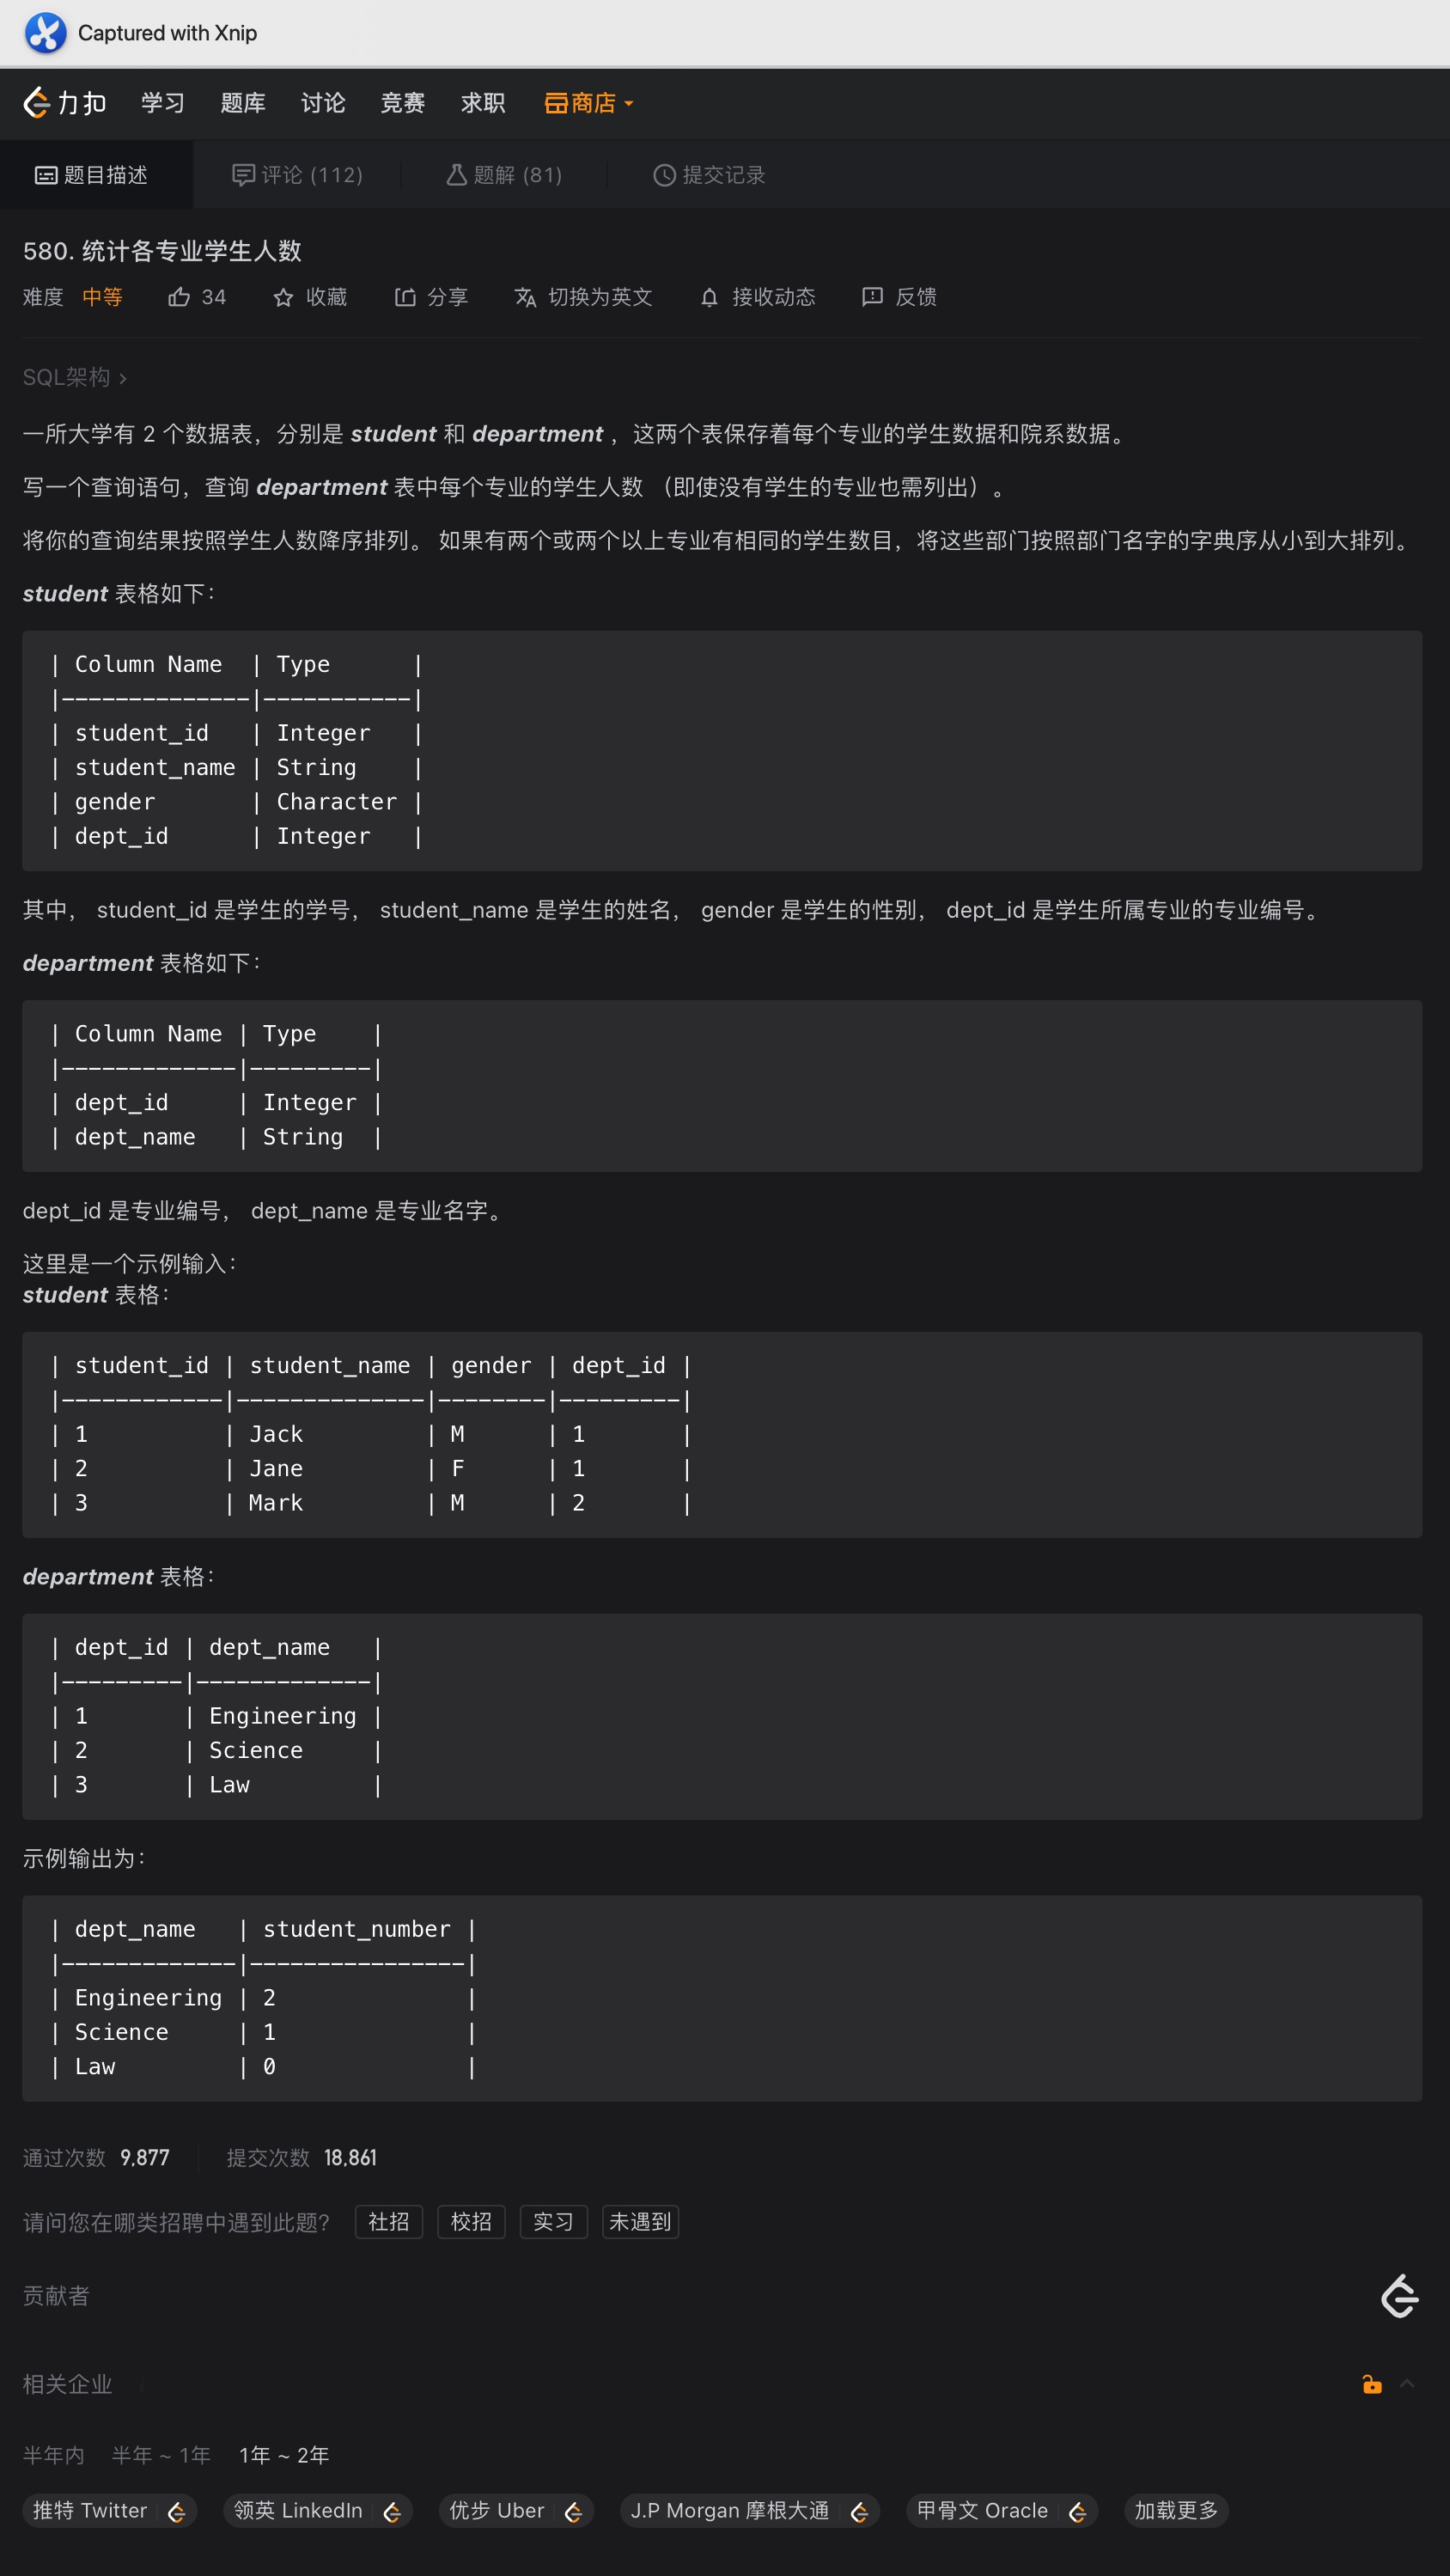 Captured with Xnip
力扣 学习 题库 讨论 竞赛 求职 商店
题目描述 评论 (112) 题解 (81) 提交记录
580. 统计各专业学生人数
难度 中等 34 收藏 分享 切换为英文 接收动态 反馈
SQL架构 >
一所大学有 2 个数据表，分别是 student 和 department ，这两个表保存着每个专业的学生数据和院系数据。
写一个查询语句，查询 department 表中每个专业的学生人数 （即使没有学生的专业也需列出）。
将你的查询结果按照学生人数降序排列。 如果有两个或两个以上专业有相同的学生数目，将这些部门按照部门名字的字典序从小到大排列。
student 表格如下：
| Column Name  | Type      |
|--------------|-----------|
| student_id   | Integer   |
| student_name | String    |
| gender       | Character |
| dept_id      | Integer   |
其中， student_id 是学生的学号， student_name 是学生的姓名， gender 是学生的性别， dept_id 是学生所属专业的专业编号。
department 表格如下：
| Column Name | Type    |
|-------------|---------|
| dept_id     | Integer |
| dept_name   | String  |
dept_id 是专业编号， dept_name 是专业名字。
这里是一个示例输入：
student 表格：
| student_id | student_name | gender | dept_id |
|------------|--------------|--------|---------|
| 1          | Jack         | M      | 1       |
| 2          | Jane         | F      | 1       |
| 3          | Mark         | M      | 2       |
department 表格：
| dept_id | dept_name   |
|---------|-------------|
| 1       | Engineering |
| 2       | Science     |
| 3       | Law         |
示例输出为：
| dept_name   | student_number |
|-------------|----------------|
| Engineering | 2              |
| Science     | 1              |
| Law         | 0              |
通过次数 9,877 提交次数 18,861
请问您在哪类招聘中遇到此题？ 社招 校招 实习 未遇到
贡献者
相关企业
半年内 半年 ~ 1年 1年 ~ 2年
推特 Twitter 领英 LinkedIn 优步 Uber J.P Morgan 摩根大通 甲骨文 Oracle 加载更多